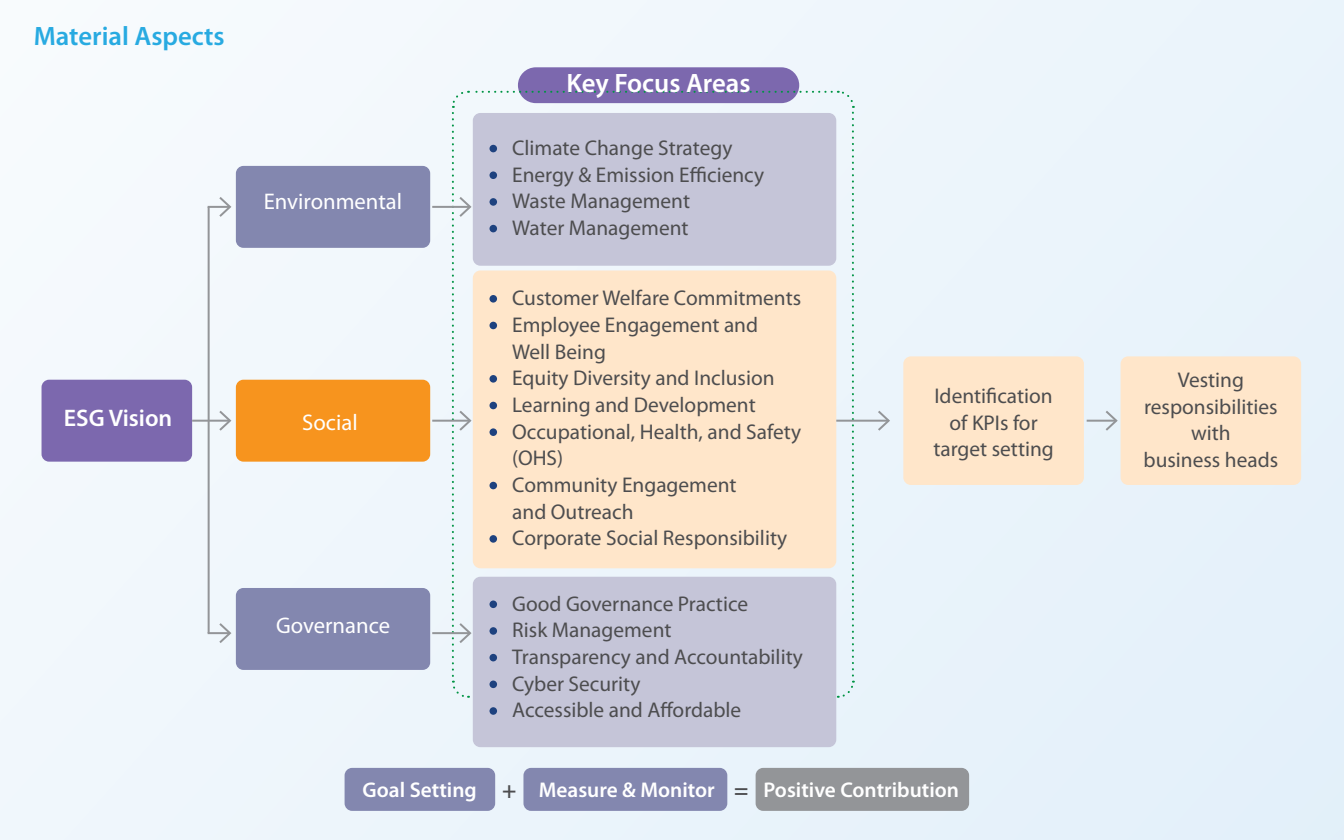 Material Aspects
Key Focus Areas
Environmental
• Climate Change Strategy
• Energy & Emission Efficiency
• Waste Management
• Water Management
ESG Vision
Social
• Customer Welfare Commitments
• Employee Engagement and
Well Being
• Equity Diversity and Inclusion
• Learning and Development
• Occupational, Health, and Safety
(OHS)
• Community Engagement
and Outreach
• Corporate Social Responsibility
Identification
of KPIs for
target setting
Vesting
responsibilities
with
business heads
Governance
• Good Governance Practice
• Risk Management
• Transparency and Accountability
• Cyber Security
• Accessible and Affordable
Goal Setting + Measure & Monitor = Positive Contribution